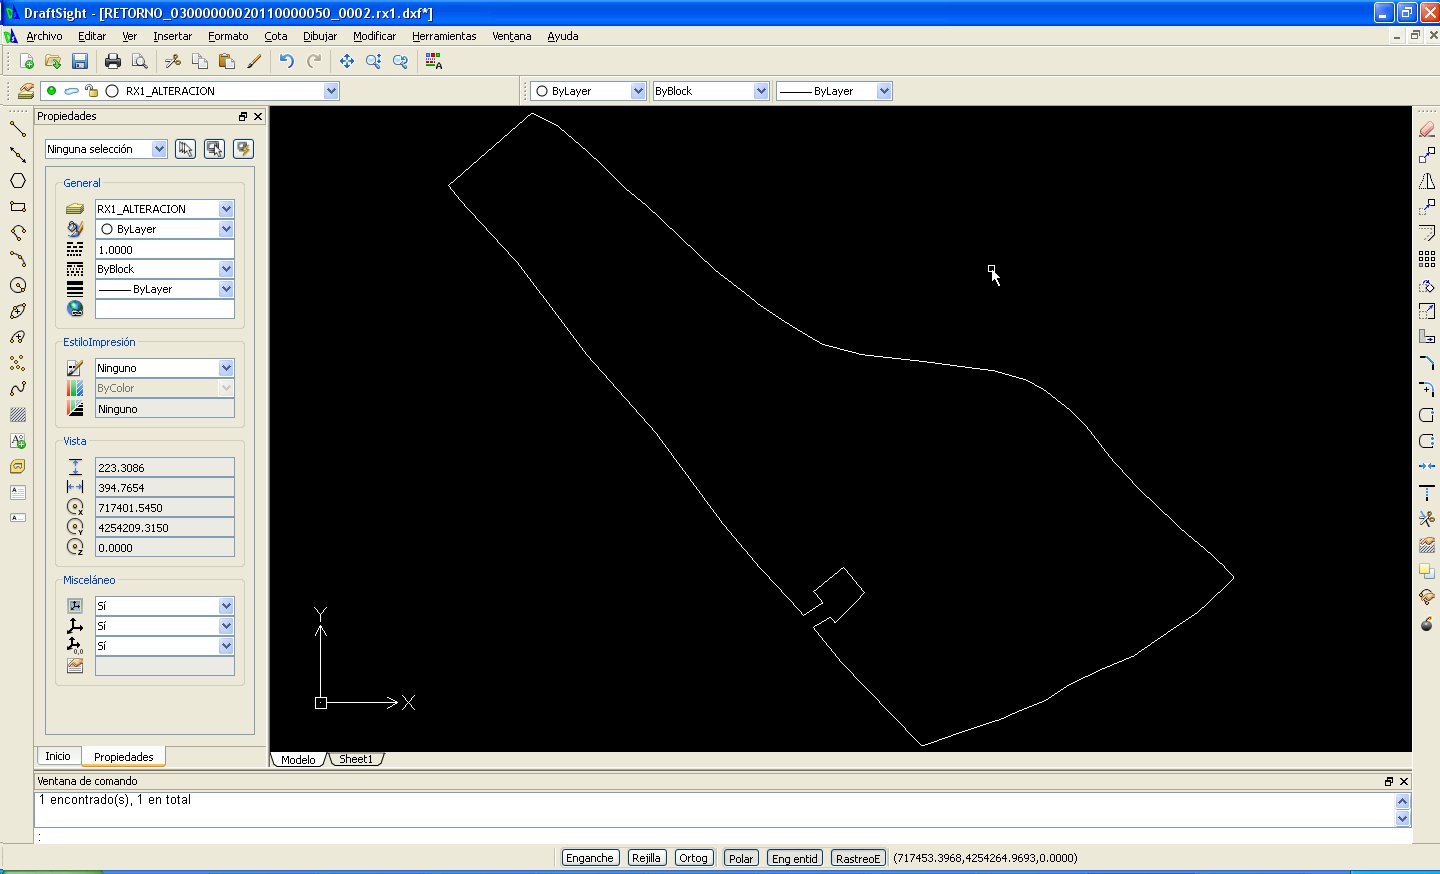 DraftSight - [RETORNO_03000000020110000050_0002.rx1.dxf*]
Archivo Editar Ver Insertar Formato Cota Dibujar Modificar Herramientas Ventana Ayuda
RX1_ALTERACION ByLayer ByBlock ByLayer
Propiedades
Ninguna selección
General
RX1_ALTERACION
ByLayer
1.0000
ByBlock
ByLayer
EstiloImpresión
Ninguno
ByColor
Ninguno
Vista
223.3086
394.7654
717401.5450
4254209.3150
0.0000
Misceláneo
Sí
Sí
Sí
Y
X
Inicio Propiedades
Modelo Sheet1
Ventana de comando
1 encontrado(s), 1 en total
:
Enganche Rejilla Ortog Polar Eng entid RastreoE (717453.3968,4254264.9693,0.0000)